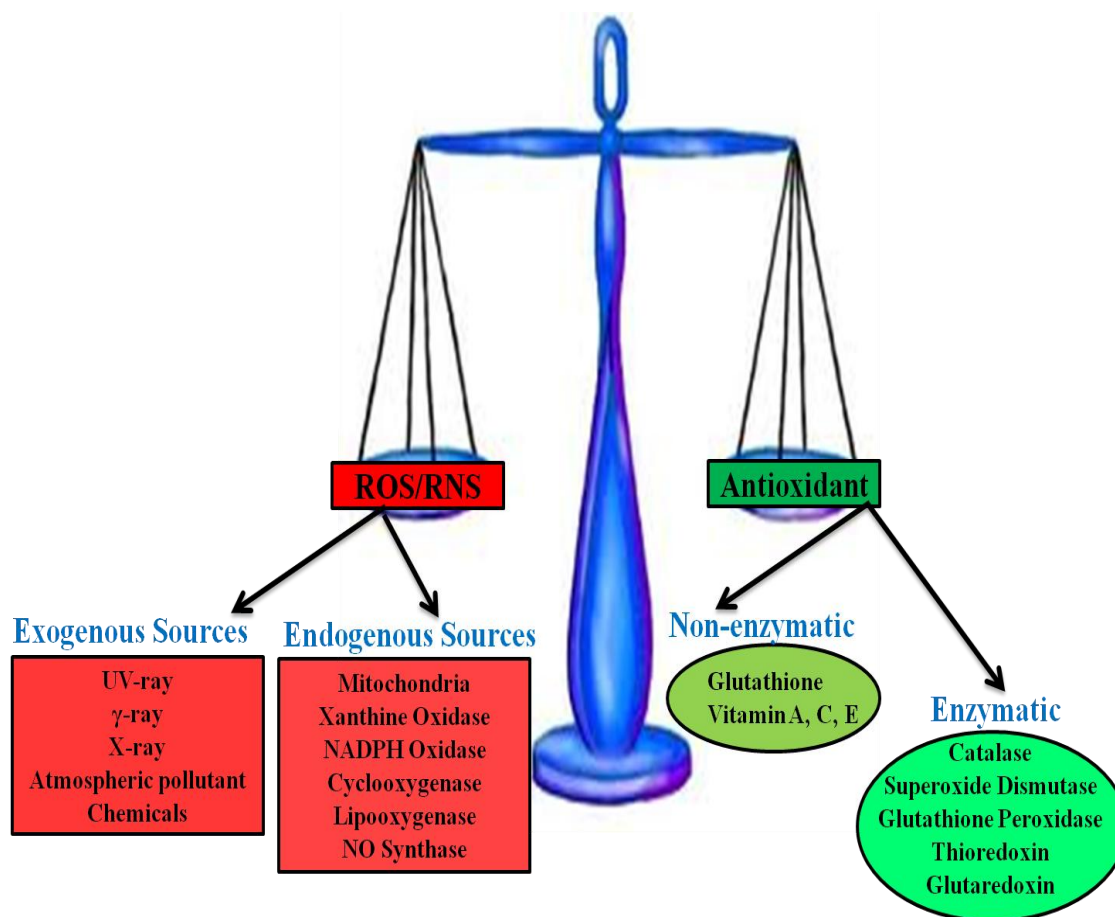 ROS/RNS
Antioxidant
Exogenous Sources
UV-ray
γ-ray
X-ray
Atmospheric pollutant
Chemicals
Endogenous Sources
Mitochondria
Xanthine Oxidase
NADPH Oxidase
Cyclooxygenase
Lipooxygenase
NO Synthase
Non-enzymatic
Glutathione
Vitamin A, C, E
Enzymatic
Catalase
Superoxide Dismutase
Glutathione Peroxidase
Thioredoxin
Glutaredoxin